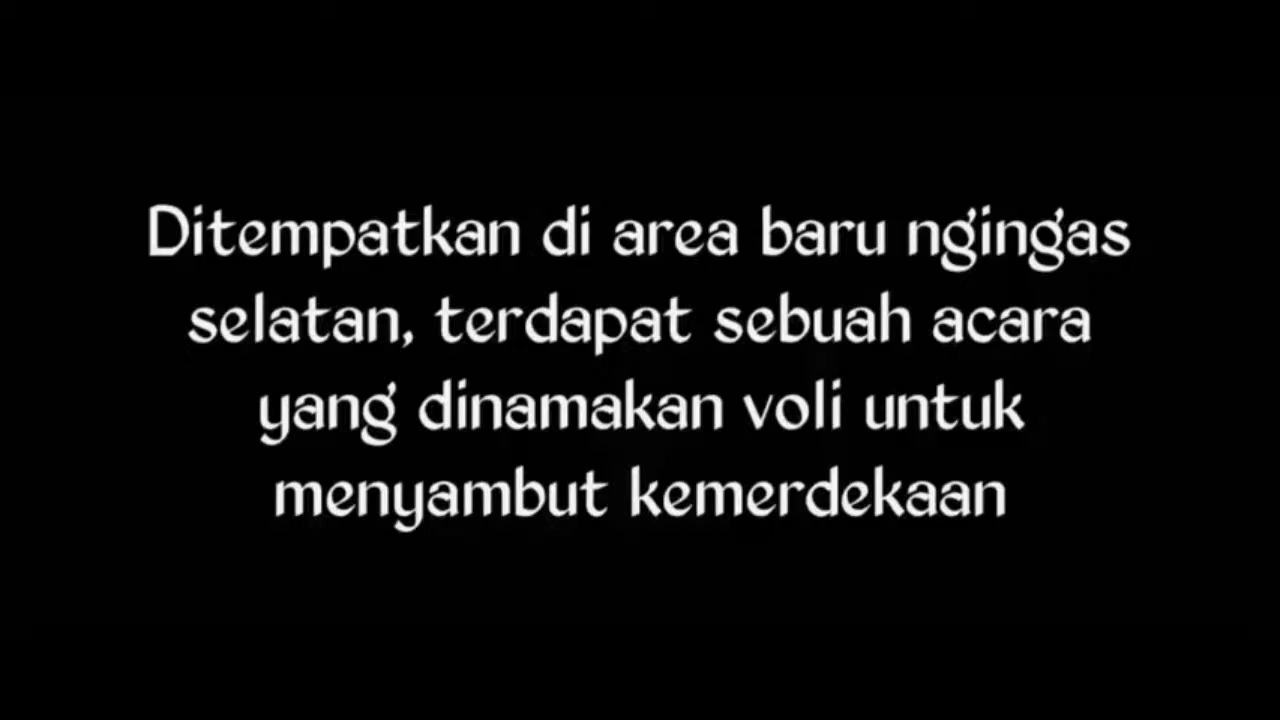 Ditempatkan di area baru ngingas
selatan, terdapat sebuah acara
yang dinamakan voli untuk
menyambut kemerdekaan